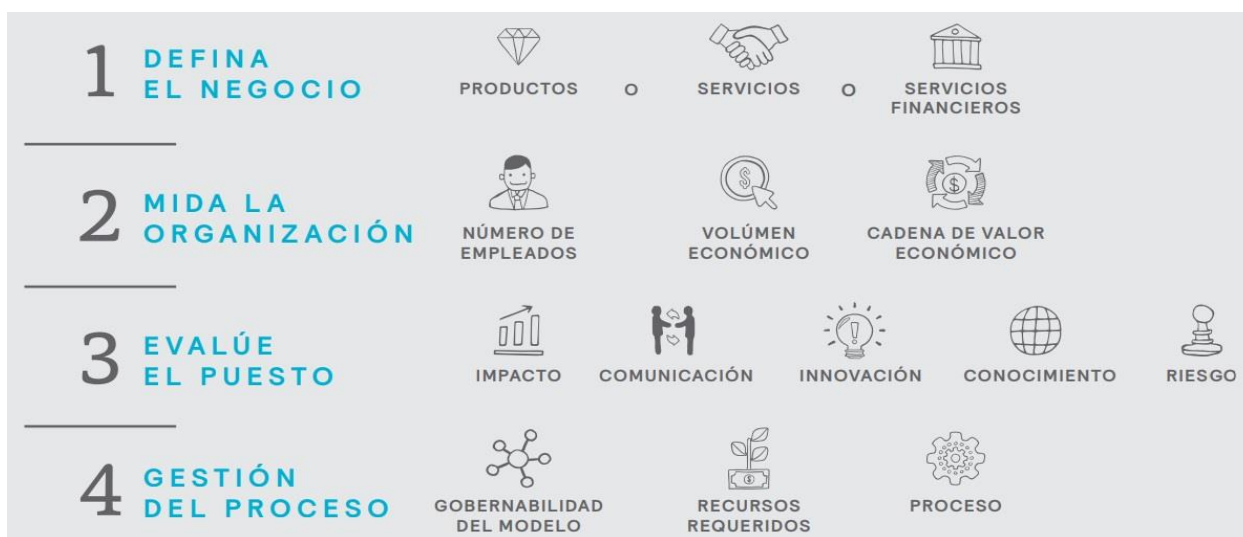 1 DEFINA
EL NEGOCIO
PRODUCTOS o SERVICIOS o SERVICIOS
FINANCIEROS
2 MIDA LA
ORGANIZACIÓN
NÚMERO DE
EMPLEADOS
VOLÚMEN
ECONÓMICO
CADENA DE VALOR
ECONÓMICO
3 EVALÚE
EL PUESTO
IMPACTO COMUNICACIÓN INNOVACIÓN CONOCIMIENTO RIESGO
4 GESTIÓN
DEL PROCESO
GOBERNABILIDAD
DEL MODELO
RECURSOS
REQUERIDOS
PROCESO